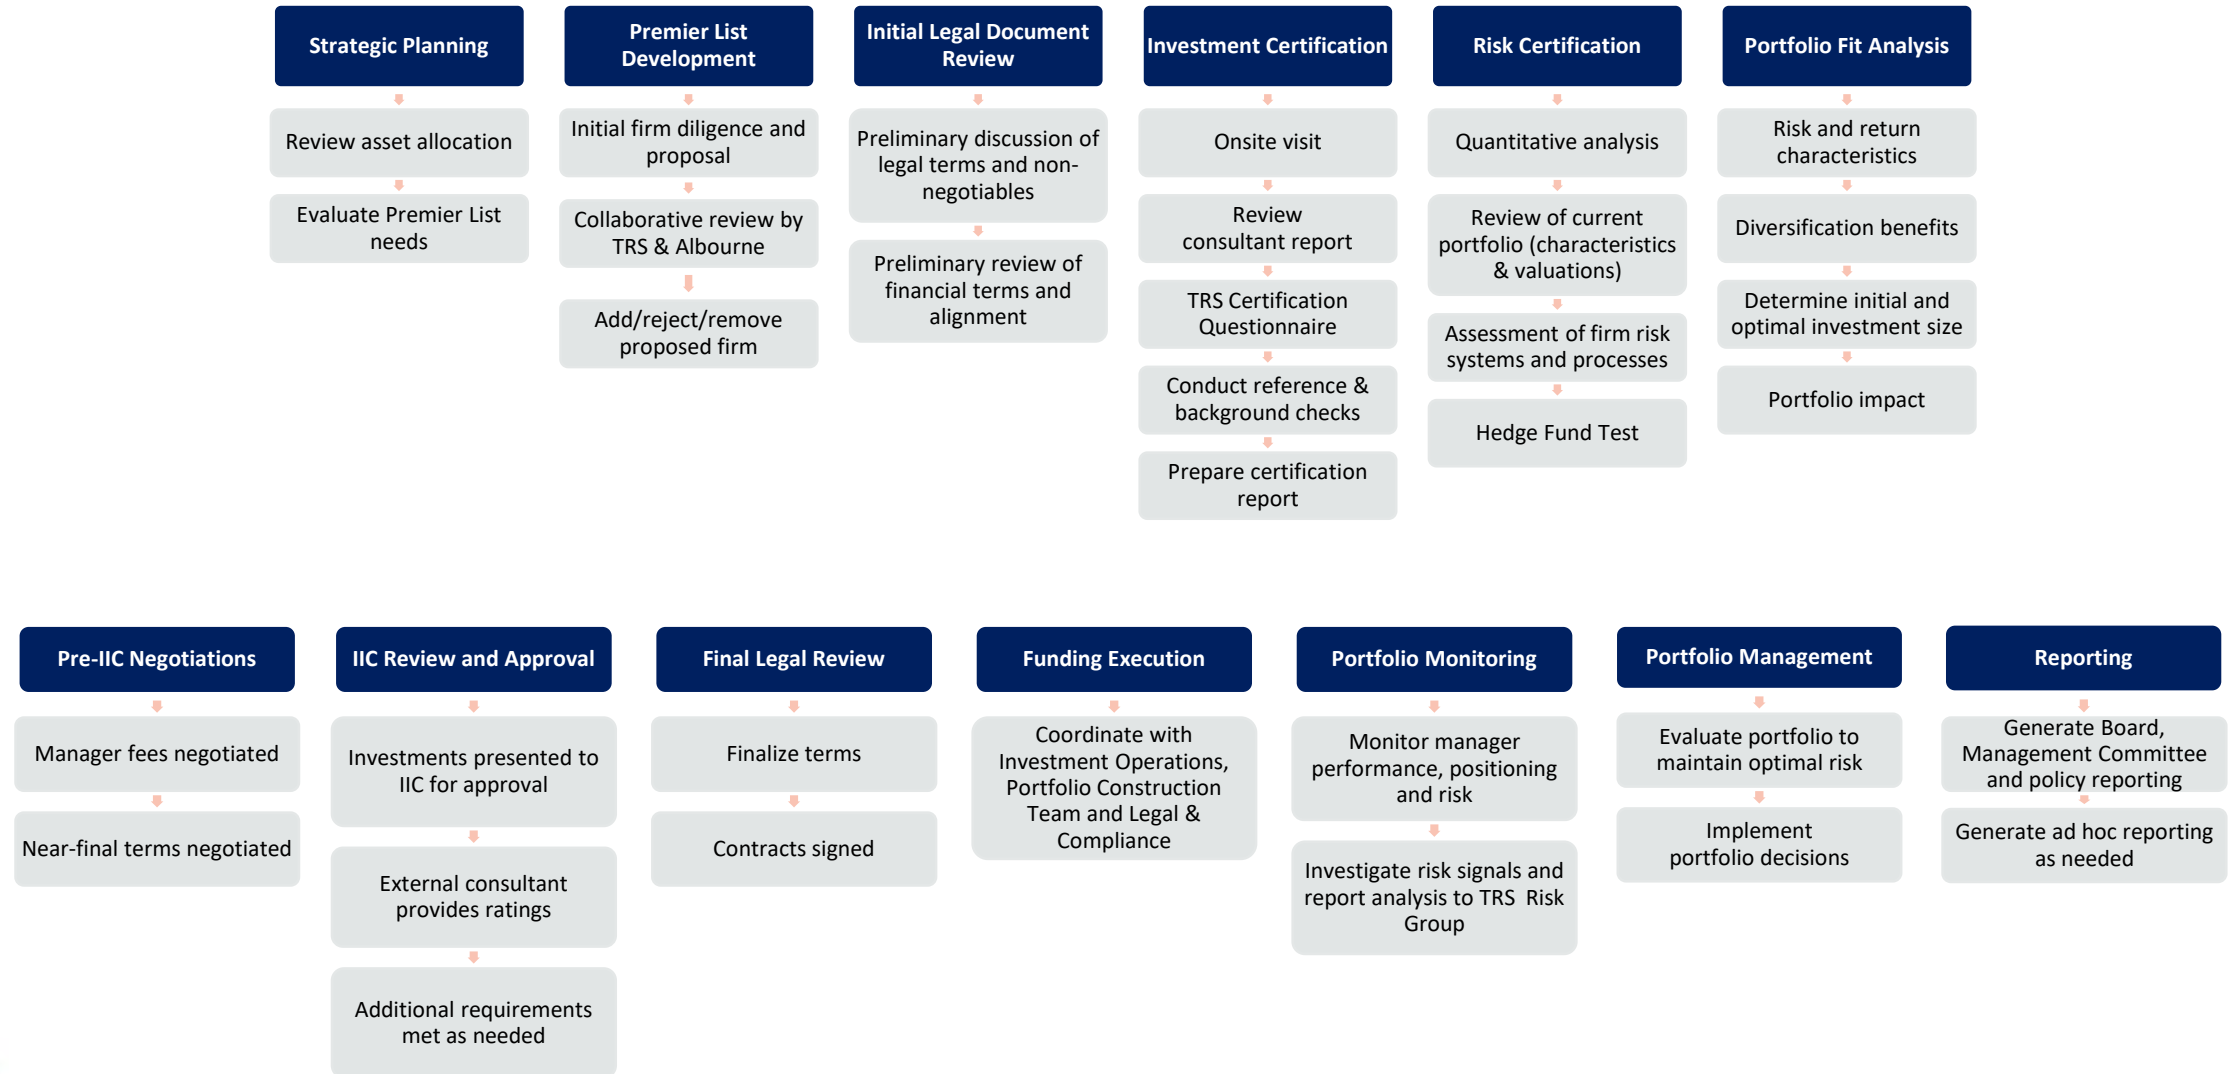 Strategic Planning
Review asset allocation
Evaluate Premier List
needs
Premier List
Development
Initial firm diligence and
proposal
Collaborative review by
TRS & Albourne
Add/reject/remove
proposed firm
Initial Legal Document
Review
Preliminary discussion of
legal terms and non-
negotiables
Preliminary review of
financial terms and
alignment
Investment Certification
Onsite visit
Review
consultant report
TRS Certification
Questionnaire
Conduct reference &
background checks
Prepare certification
report
Risk Certification
Quantitative analysis
Review of current
portfolio (characteristics
& valuations)
Assessment of firm risk
systems and processes
Hedge Fund Test
Portfolio Fit Analysis
Risk and return
characteristics
Diversification benefits
Determine initial and
optimal investment size
Portfolio impact
Pre-IIC Negotiations
Manager fees negotiated
Near-final terms negotiated
IIC Review and Approval
Investments presented to
IIC for approval
External consultant
provides ratings
Additional requirements
met as needed
Final Legal Review
Finalize terms
Contracts signed
Funding Execution
Coordinate with
Investment Operations,
Portfolio Construction
Team and Legal &
Compliance
Portfolio Monitoring
Monitor manager
performance, positioning
and risk
Investigate risk signals and
report analysis to TRS Risk
Group
Portfolio Management
Evaluate portfolio to
maintain optimal risk
Implement
portfolio decisions
Reporting
Generate Board,
Management Committee
and policy reporting
Generate ad hoc reporting
as needed